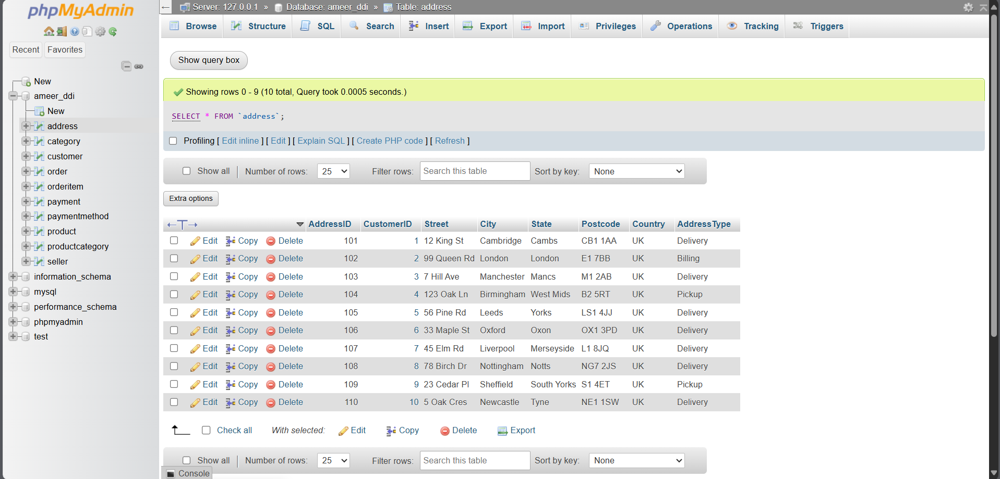 phpMyAdmin
Recent Favorites
New
ameer_ddi
New
address
category
customer
order
orderitem
payment
paymentmethod
product
productcategory
seller
information_schema
mysql
performance_schema
phpmyadmin
test
← Server: 127.0.0.1 » Database: ameer_ddi » Table: address
Browse Structure SQL Search Insert Export Import Privileges Operations Tracking Triggers
Show query box
Showing rows 0 - 9 (10 total, Query took 0.0005 seconds.)
SELECT * FROM `address`;
Profiling [ Edit inline ] [ Edit ] [ Explain SQL ] [ Create PHP code ] [ Refresh ]
Show all | Number of rows: 25 Filter rows: Search this table Sort by key: None
Extra options
←T→ AddressID CustomerID Street City State Postcode Country AddressType
Edit Copy Delete 101 1 12 King St Cambridge Cambs CB1 1AA UK Delivery
Edit Copy Delete 102 2 99 Queen Rd London London E1 7BB UK Billing
Edit Copy Delete 103 3 7 Hill Ave Manchester Mancs M1 2AB UK Delivery
Edit Copy Delete 104 4 123 Oak Ln Birmingham West Mids B2 5RT UK Pickup
Edit Copy Delete 105 5 56 Pine Rd Leeds Yorks LS1 4JJ UK Delivery
Edit Copy Delete 106 6 33 Maple St Oxford Oxon OX1 3PD UK Delivery
Edit Copy Delete 107 7 45 Elm Rd Liverpool Merseyside L1 8JQ UK Delivery
Edit Copy Delete 108 8 78 Birch Dr Nottingham Notts NG7 2JS UK Delivery
Edit Copy Delete 109 9 23 Cedar Pl Sheffield South Yorks S1 4ET UK Pickup
Edit Copy Delete 110 10 5 Oak Cres Newcastle Tyne NE1 1SW UK Delivery
Check all With selected: Edit Copy Delete Export
Show all | Number of rows: 25 Filter rows: Search this table Sort by key: None
Console